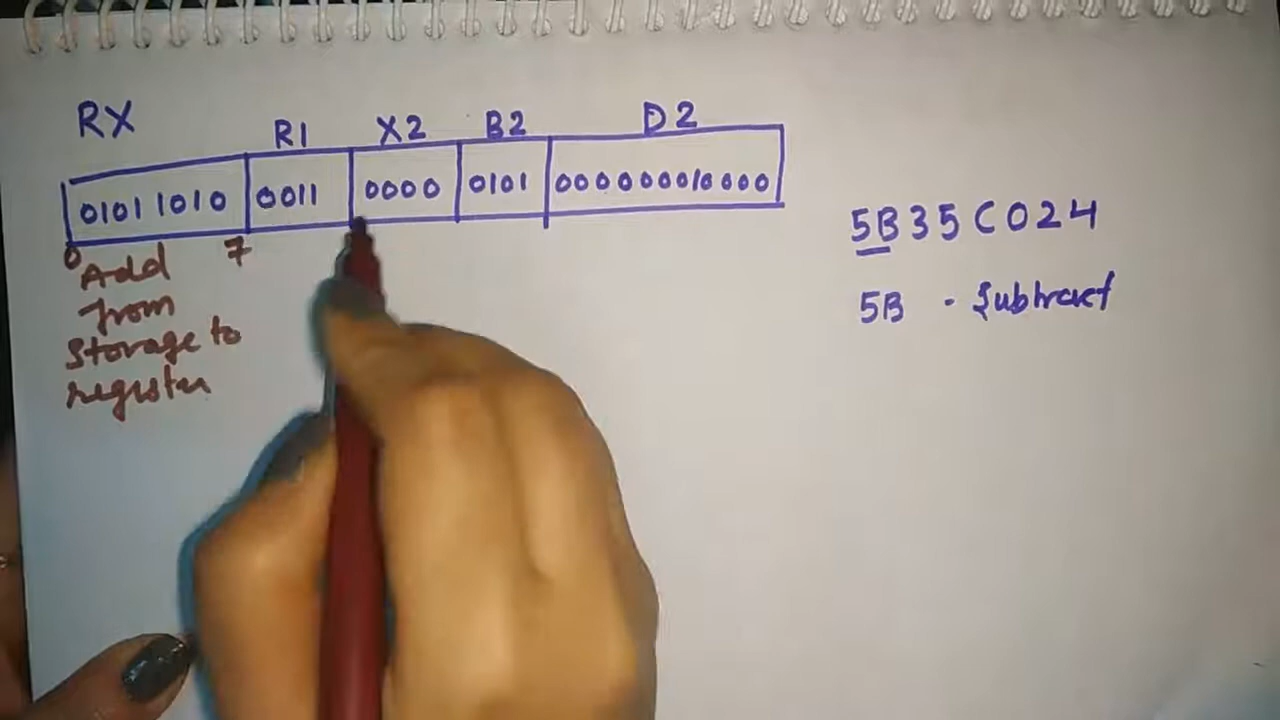 RX
R1 X2 B2 D2
0101 1010 0011 0000 0101 000000010000
0 7
Add
from
Storage to
register
5B35C024
5B - Subtract